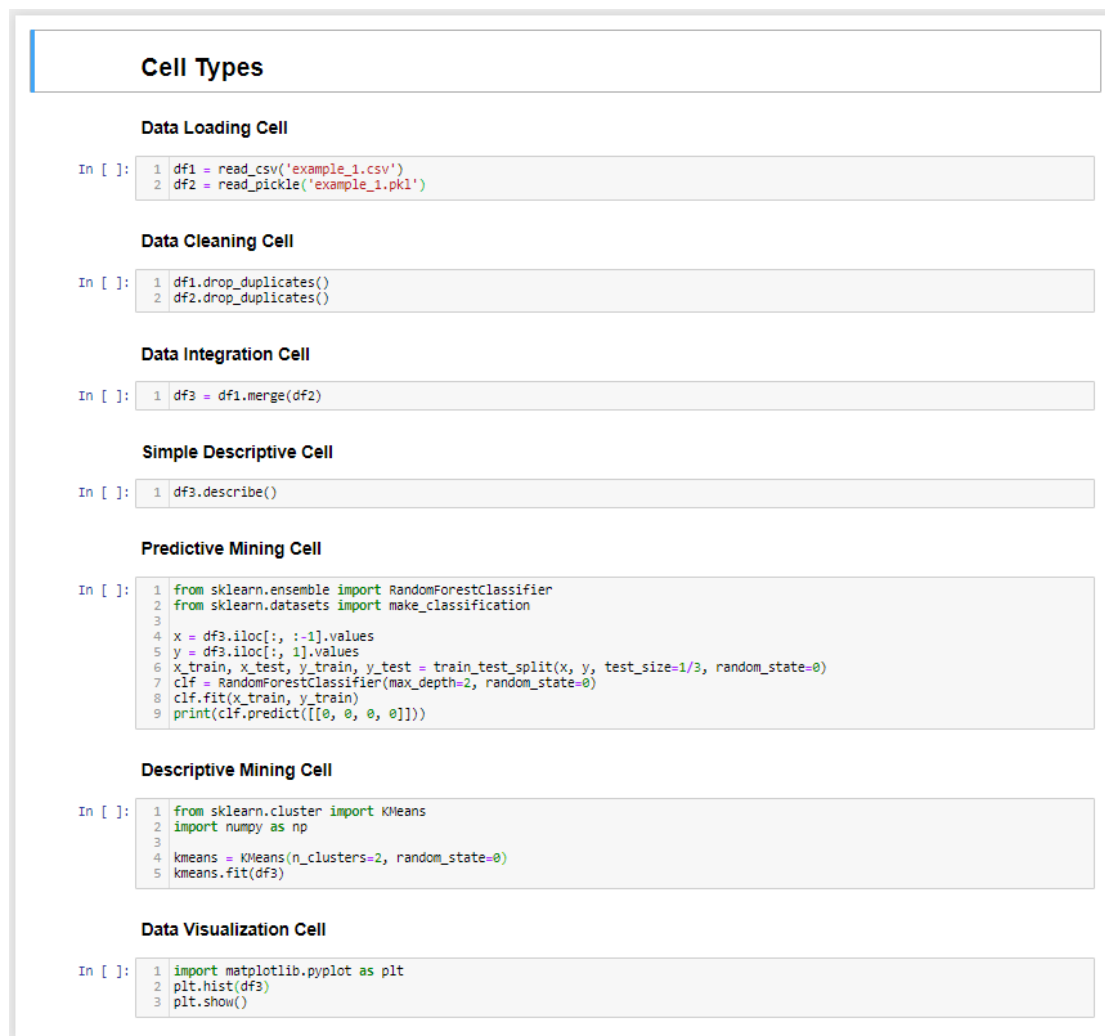 Cell Types
Data Loading Cell
In [ ]:
1 df1 = read_csv('example_1.csv')
2 df2 = read_pickle('example_1.pkl')
Data Cleaning Cell
In [ ]:
1 df1.drop_duplicates()
2 df2.drop_duplicates()
Data Integration Cell
In [ ]:
1 df3 = df1.merge(df2)
Simple Descriptive Cell
In [ ]:
1 df3.describe()
Predictive Mining Cell
In [ ]:
1 from sklearn.ensemble import RandomForestClassifier
2 from sklearn.datasets import make_classification
3
4 x = df3.iloc[:, :-1].values
5 y = df3.iloc[:, 1].values
6 x_train, x_test, y_train, y_test = train_test_split(x, y, test_size=1/3, random_state=0)
7 clf = RandomForestClassifier(max_depth=2, random_state=0)
8 clf.fit(x_train, y_train)
9 print(clf.predict([[0, 0, 0, 0]]))
Descriptive Mining Cell
In [ ]:
1 from sklearn.cluster import KMeans
2 import numpy as np
3
4 kmeans = KMeans(n_clusters=2, random_state=0)
5 kmeans.fit(df3)
Data Visualization Cell
In [ ]:
1 import matplotlib.pyplot as plt
2 plt.hist(df3)
3 plt.show()